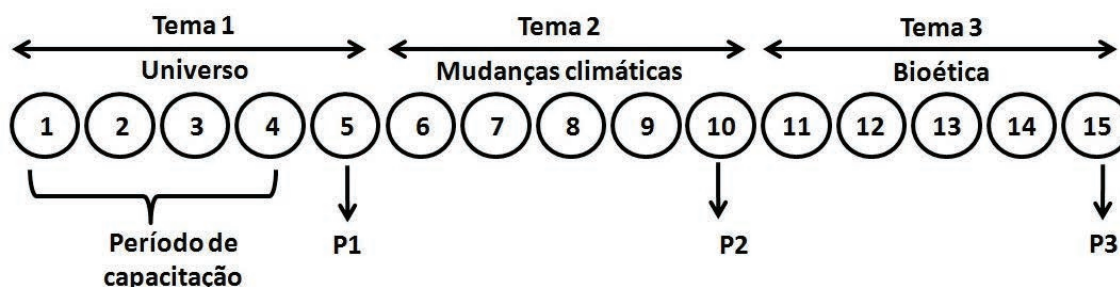 Tema 1 Tema 2 Tema 3
Universo Mudanças climáticas Bioética
1 2 3 4 5 6 7 8 9 10 11 12 13 14 15
Período de capacitação P1 P2 P3